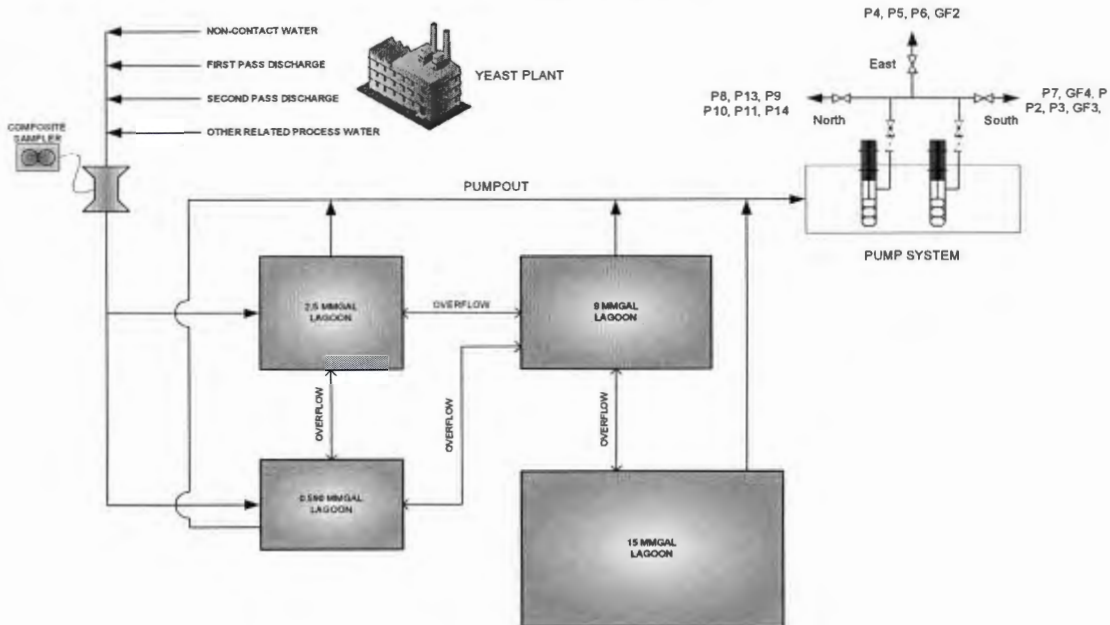 NON-CONTACT WATER
FIRST PASS DISCHARGE
SECOND PASS DISCHARGE
OTHER RELATED PROCESS WATER
COMPOSITE
SAMPLER
YEAST PLANT
P4, P5, P6, GF2
East
P8, P13, P9
P10, P11, P14
North
P7, GF4, P
P2, P3, GF3,
South
PUMPOUT
PUMP SYSTEM
2.5 MMGAL
LAGOON
OVERFLOW
LAGOON
OVERFLOW
OVERFLOW
OVERFLOW
MMGAL
LAGOON
15 MMGAL
LAGOON